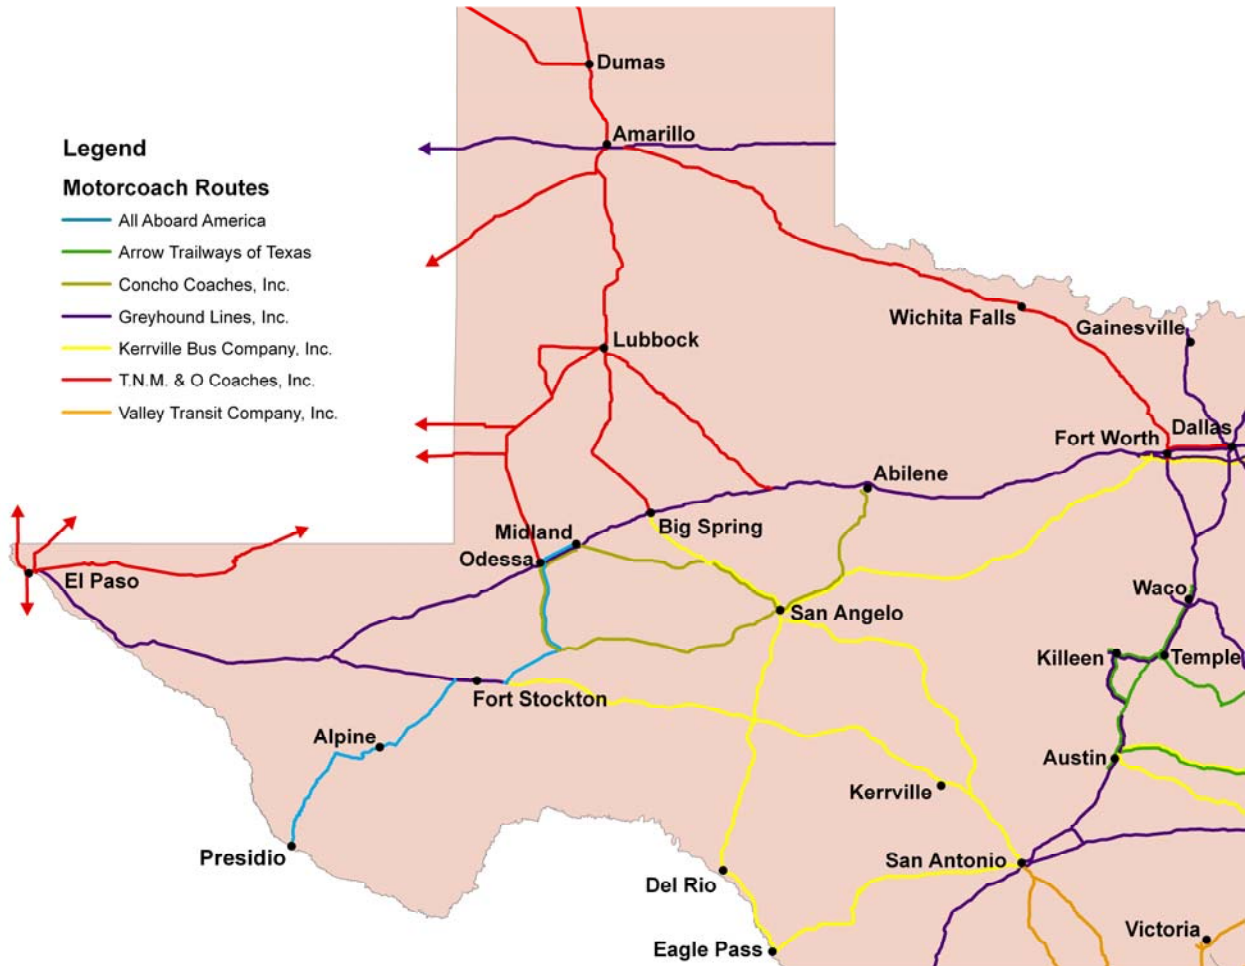 Dumas
Amarillo
Legend
Motorcoach Routes
All Aboard America
Arrow Trailways of Texas
Concho Coaches, Inc.
Greyhound Lines, Inc.
Kerrville Bus Company, Inc.
T.N.M. & O Coaches, Inc.
Valley Transit Company, Inc.
Wichita Falls
Gainesville
Lubbock
Fort Worth
Dallas
Abilene
Big Spring
Midland
Odessa
El Paso
San Angelo
Waco
Killeen
Temple
Fort Stockton
Alpine
Austin
Kerrville
Presidio
San Antonio
Del Rio
Victoria
Eagle Pass